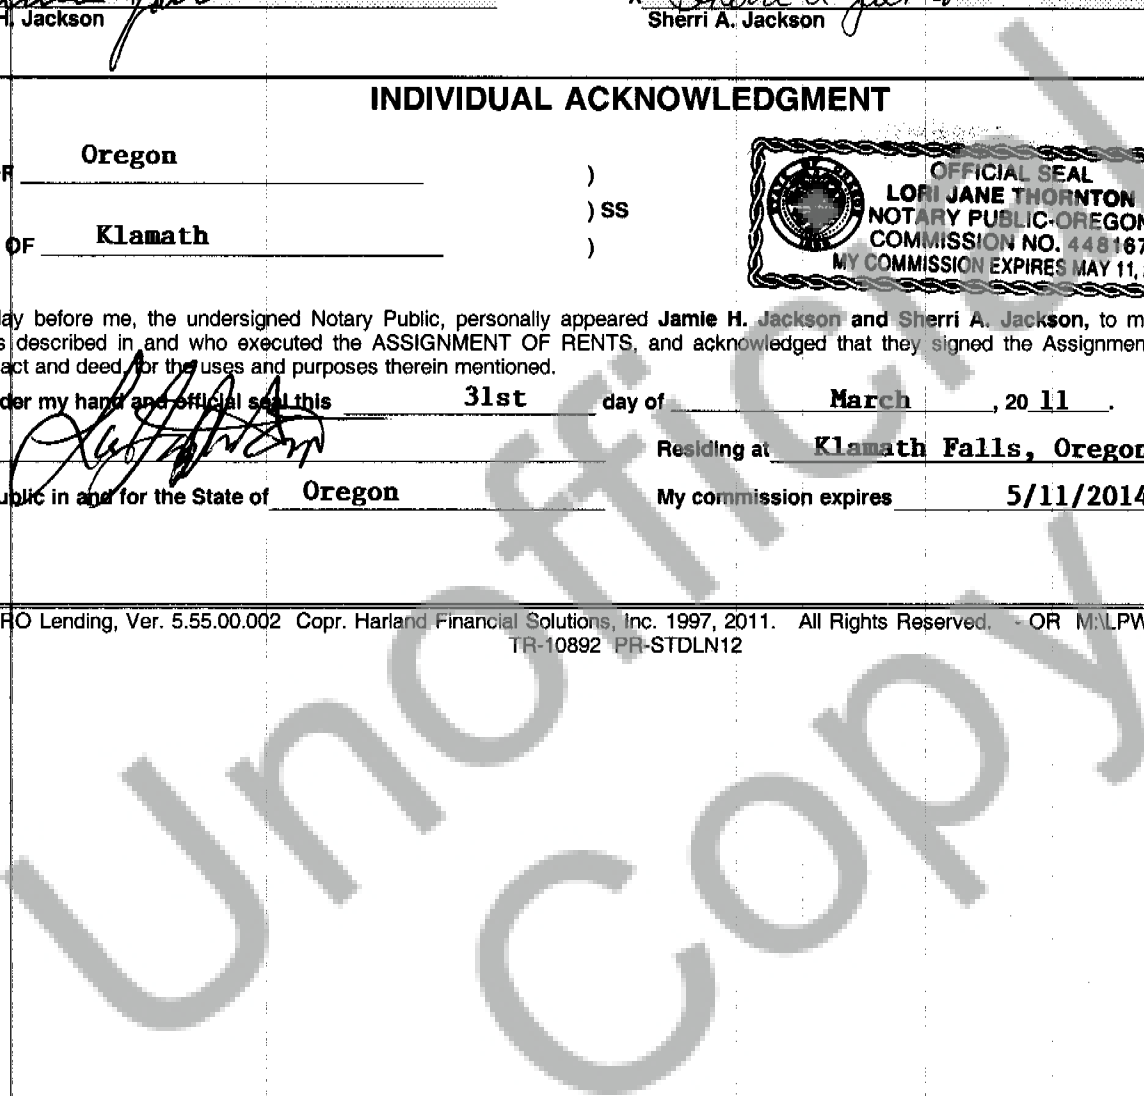 H. Jackson
Sherri A. Jackson
INDIVIDUAL ACKNOWLEDGMENT
Oregon )
) SS
OF Klamath )
OFFICIAL SEAL
LORI JANE THORNTON
NOTARY PUBLIC-OREGON
COMMISSION NO. 448167
MY COMMISSION EXPIRES MAY 11,
before me, the undersigned Notary Public, personally appeared Jamie H. Jackson and Sherri A. Jackson, to
described in and who executed the ASSIGNMENT OF RENTS, and acknowledged that they signed the Assignmen
act and deed, for the uses and purposes therein mentioned.
der my hand and official seal this 31st day of March , 20 11 .
Residing at Klamath Falls, Oregon
ublic in and for the State of Oregon My commission expires 5/11/2014
RO Lending, Ver. 5.55.00.002 Copr. Harland Financial Solutions, Inc. 1997, 2011. All Rights Reserved. - OR M:\LPW
TR-10892 PR-STDLN12
Unofficial
Copy